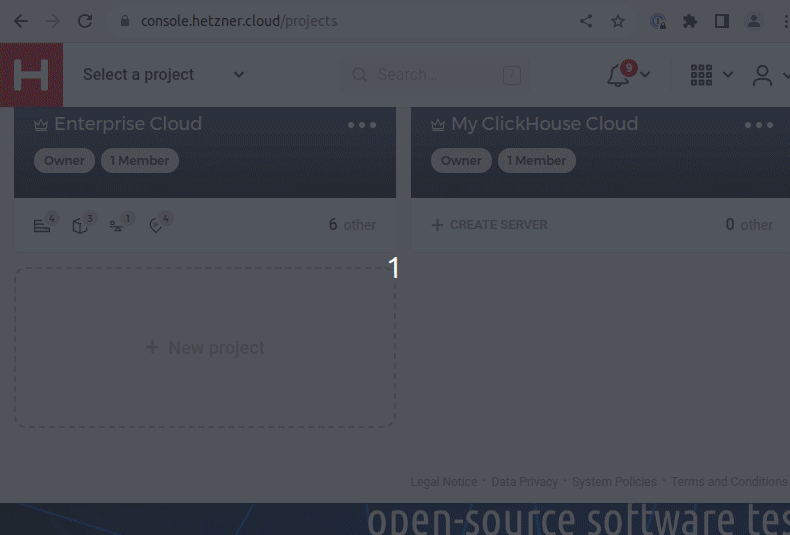 console.hetzner.cloud/projects
H
Select a project
Search...
/
9
Enterprise Cloud
Owner
1 Member
4
3
1
4
6 other
My ClickHouse Cloud
Owner
1 Member
+ CREATE SERVER
0 other
1
+ New project
Legal Notice · Data Privacy · System Policies · Terms and Conditions
open-source software tes